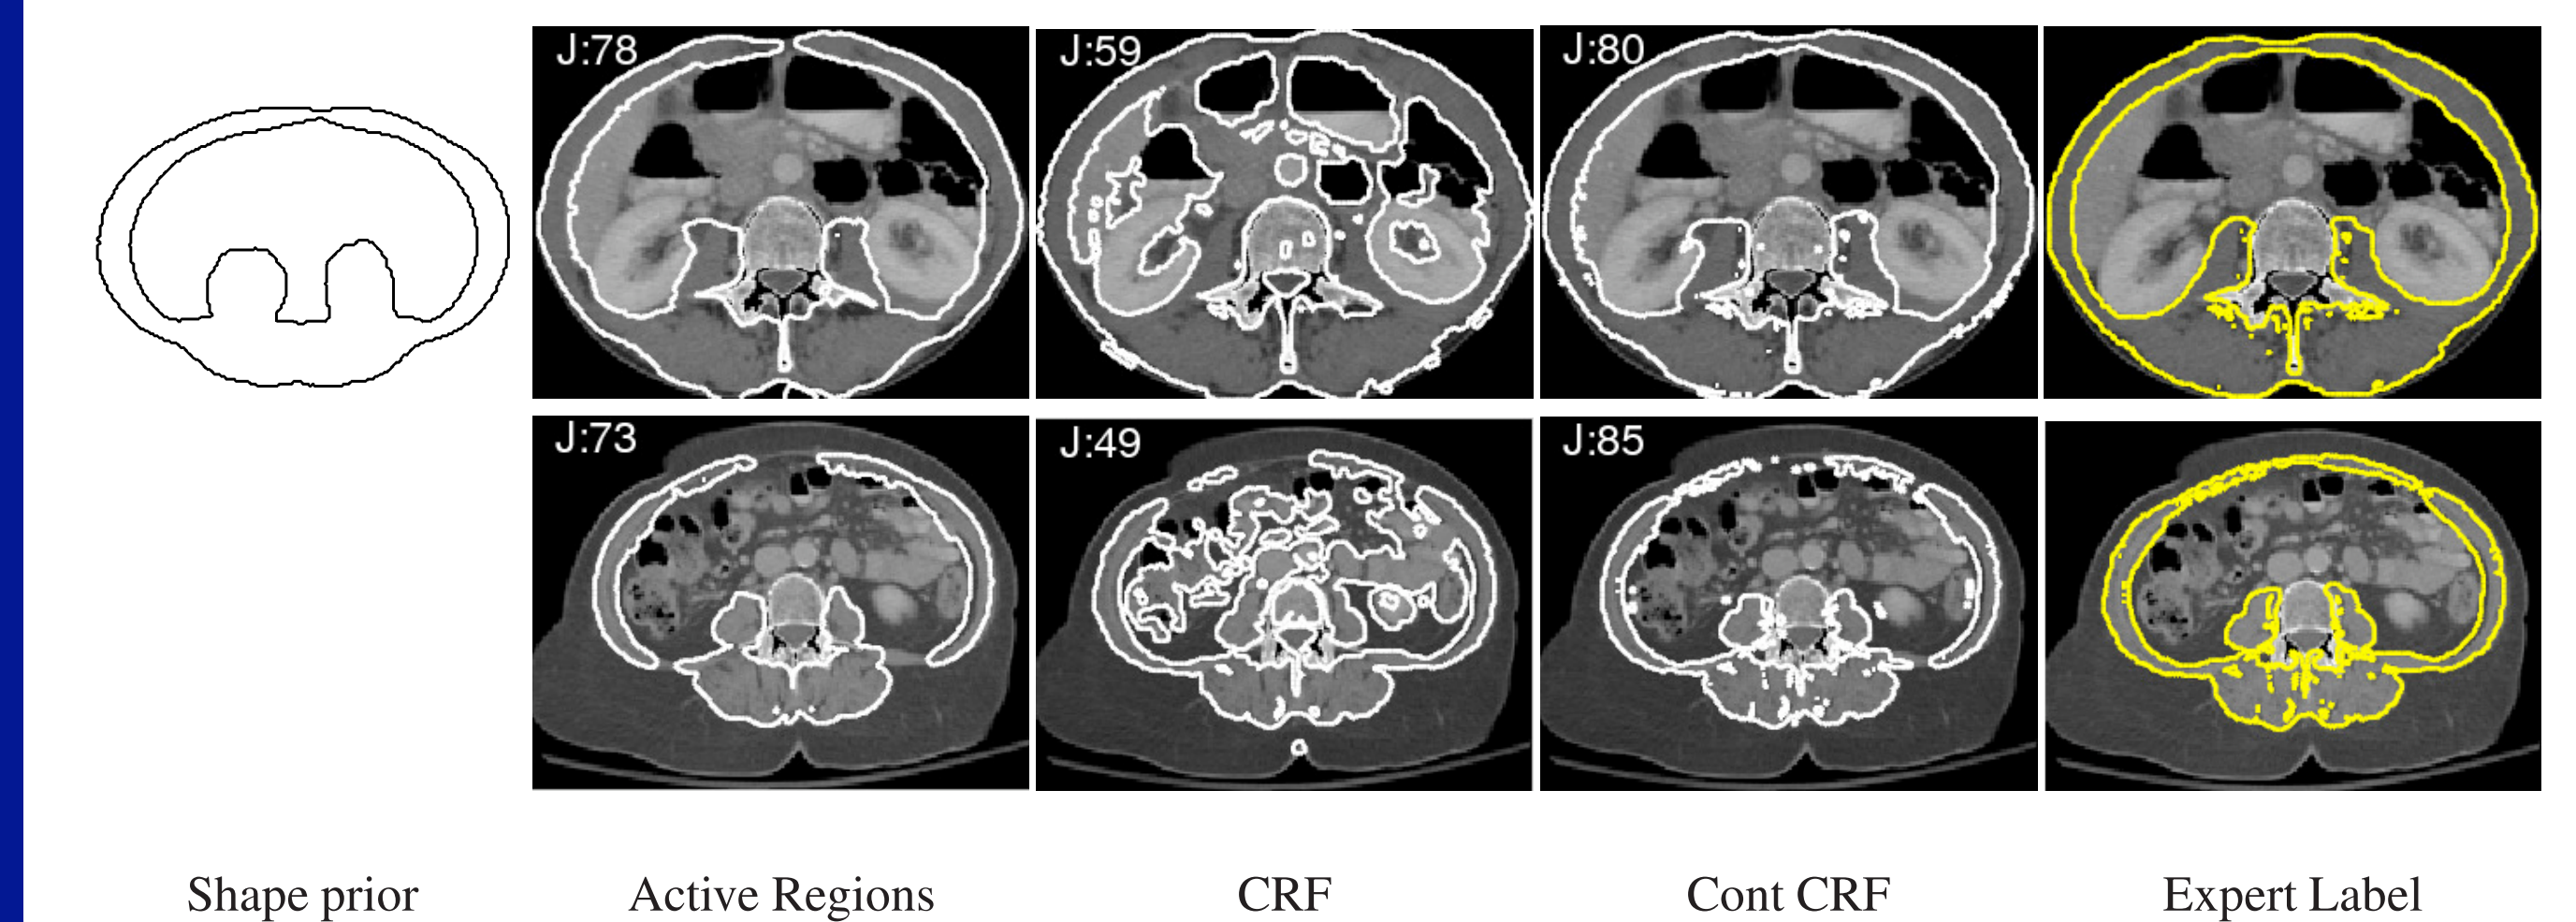 J:78
J:59
J:80
J:73
J:49
J:85
Shape prior
Active Regions
CRF
Cont CRF
Expert Label